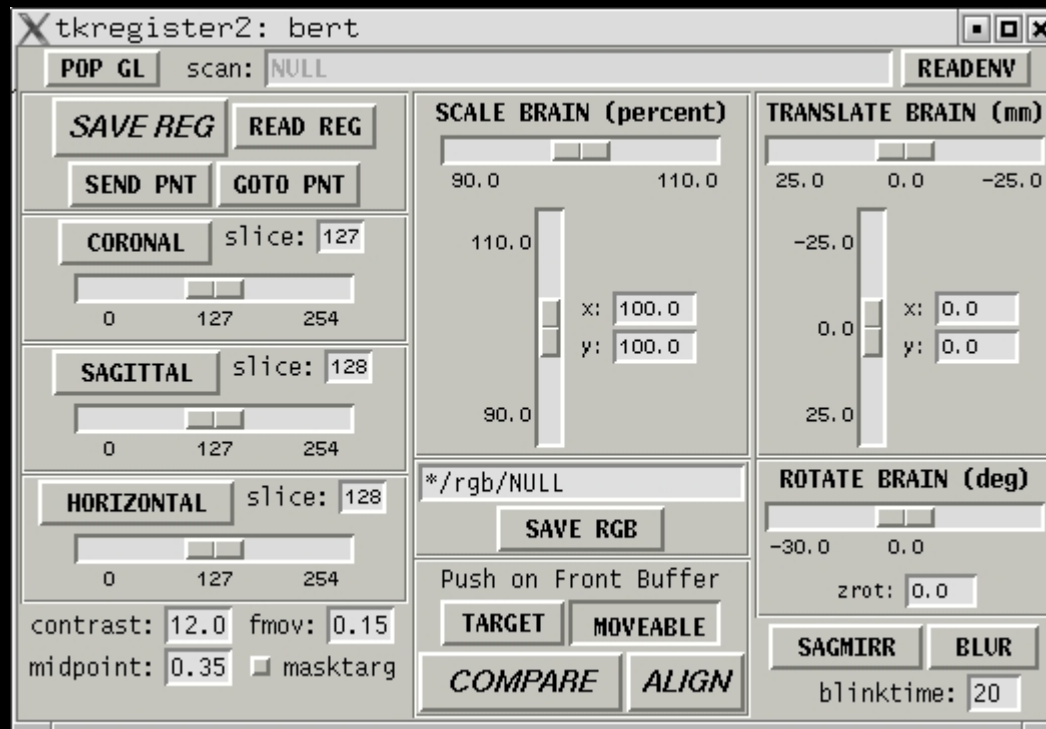 tkregister2: bert
POP GL scan: NULL READENV
SAVE REG READ REG
SEND PNT GOTO PNT
CORONAL slice: 127
0 127 254
SAGITTAL slice: 128
0 127 254
HORIZONTAL slice: 128
0 127 254
contrast: 12.0 fmov: 0.15
midpoint: 0.35 masktarg
SCALE BRAIN (percent)
90.0 110.0
110.0
x: 100.0
y: 100.0
90.0
*/rgb/NULL
SAVE RGB
Push on Front Buffer
TARGET MOVEABLE
COMPARE ALIGN
TRANSLATE BRAIN (mm)
25.0 0.0 -25.0
-25.0
x: 0.0
0.0
y: 0.0
25.0
ROTATE BRAIN (deg)
-30.0 0.0
zrot: 0.0
SAGMIRR BLUR
blinktime: 20